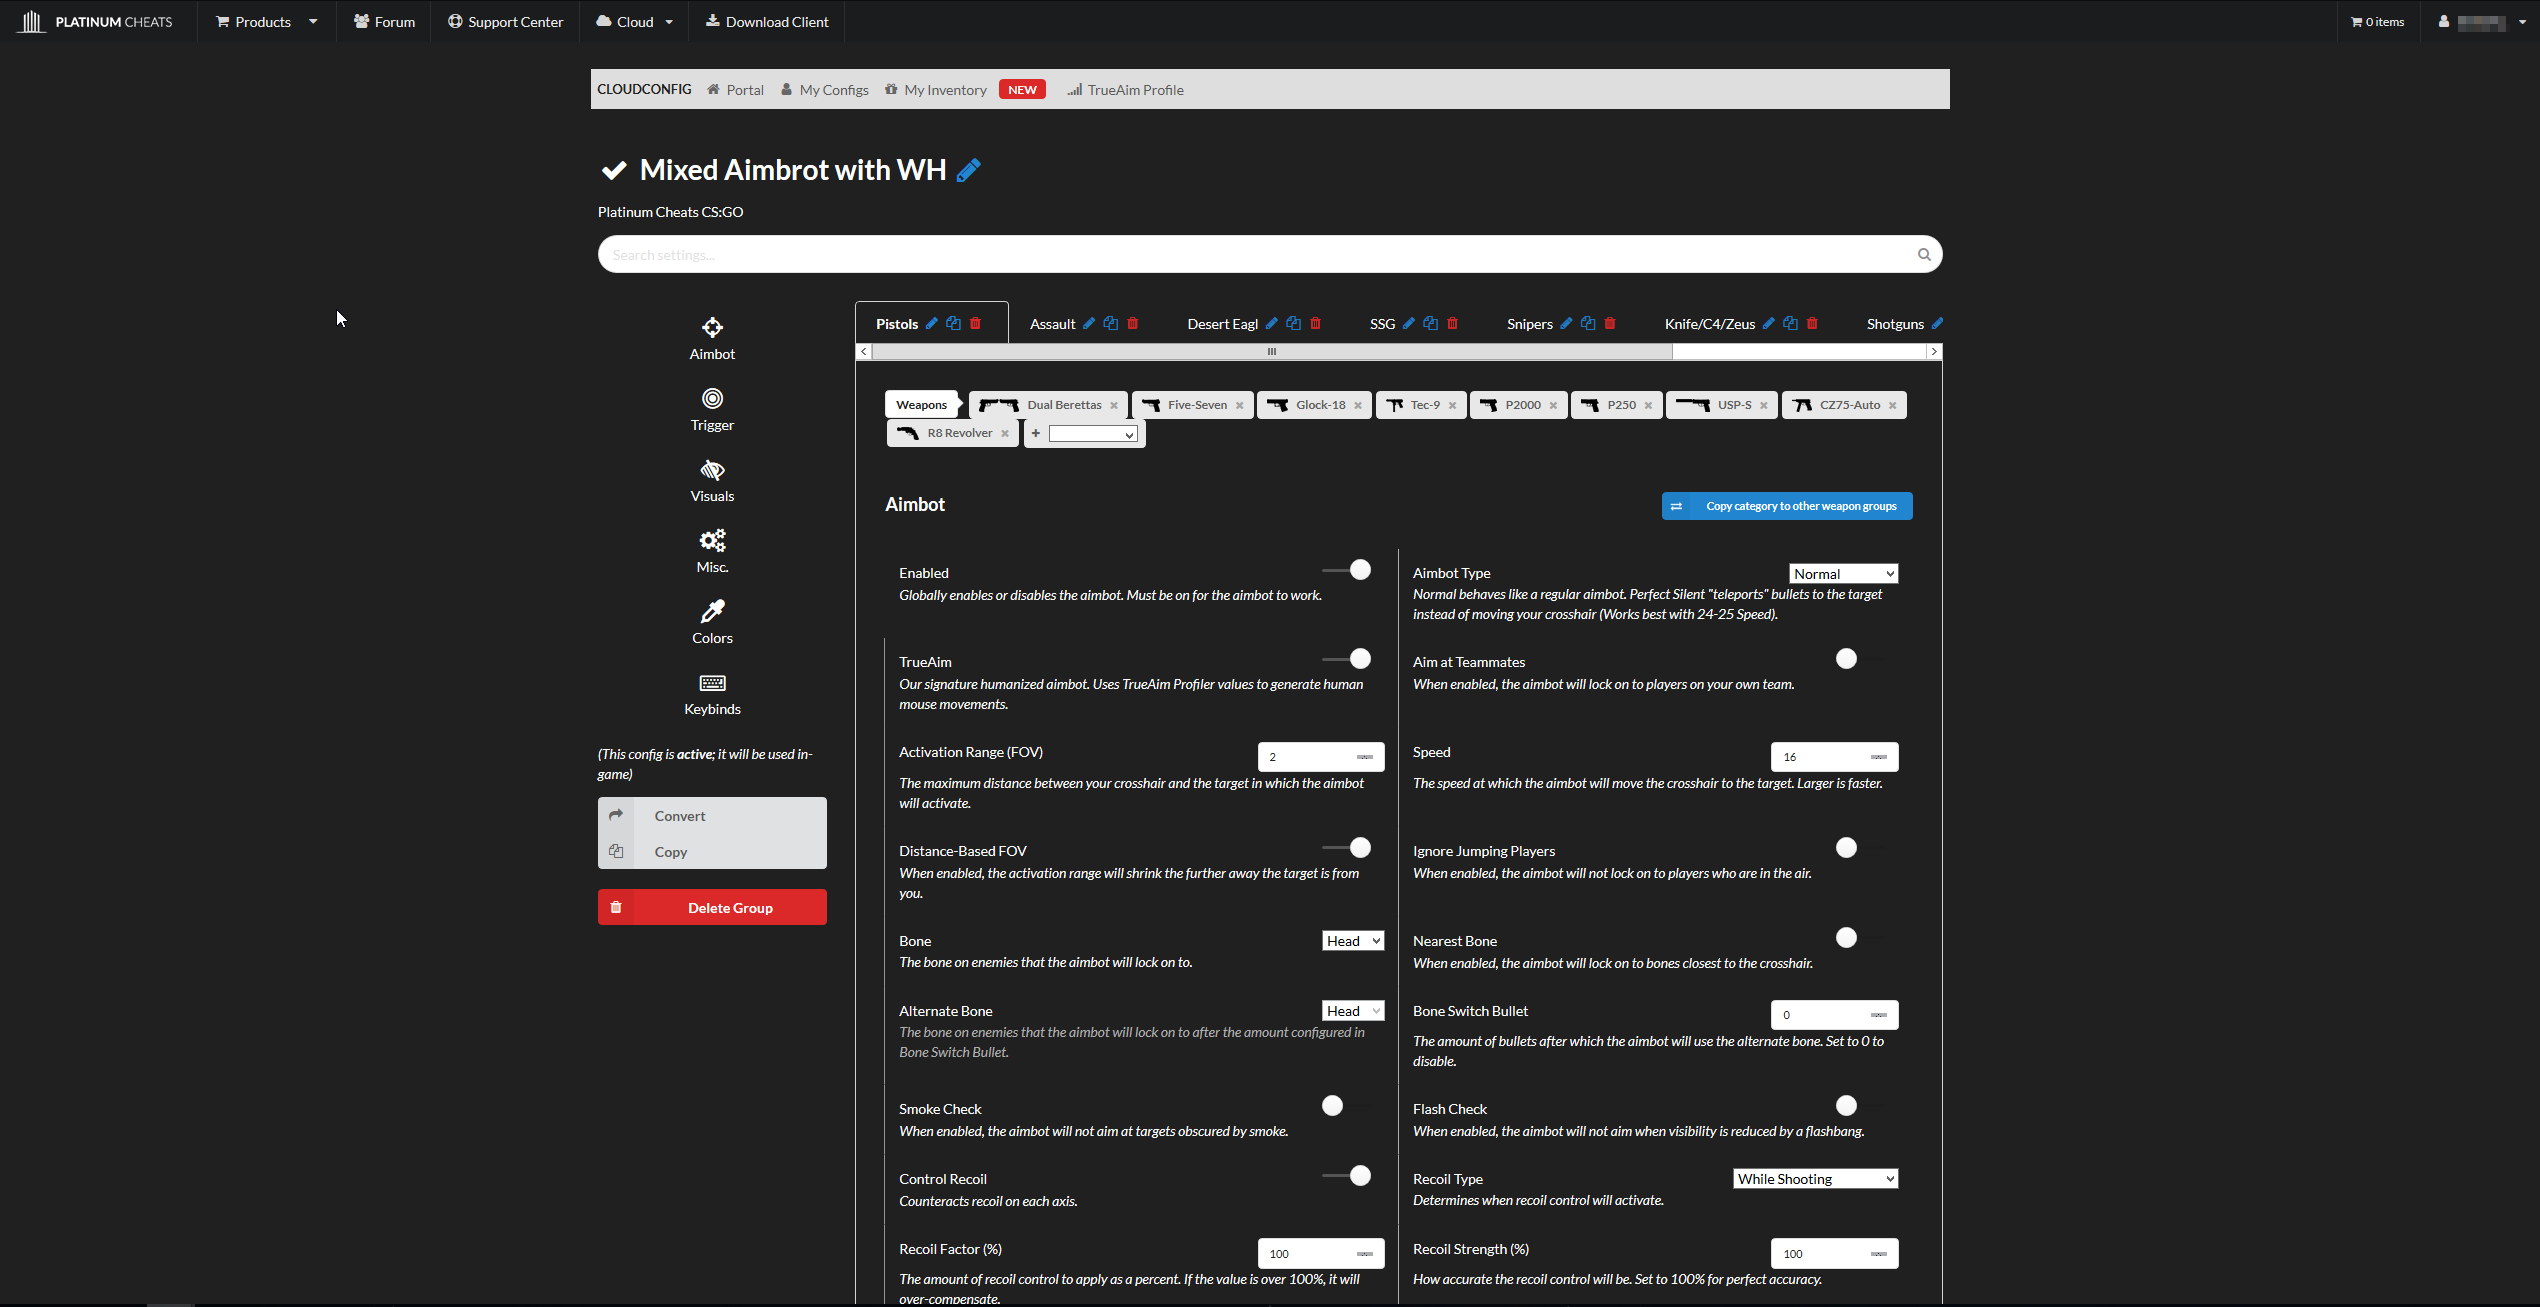 PLATINUM CHEATS Products Forum Support Center Cloud Download Client 0 items
CLOUDCONFIG Portal My Configs My Inventory NEW TrueAim Profile
Mixed Aimbrot with WH
Platinum Cheats CS:GO
Search settings...
Aimbot
Trigger
Visuals
Misc.
Colors
Keybinds
(This config is active; it will be used in-
game)
Convert
Copy
Delete Group
Pistols Assault Desert Eagl SSG Snipers Knife/C4/Zeus Shotguns
Weapons Dual Berettas Five-Seven Glock-18 Tec-9 P2000 P250 USP-S CZ75-Auto
R8 Revolver
Aimbot
Copy category to other weapon groups
Enabled
Globally enables or disables the aimbot. Must be on for the aimbot to work.
Aimbot Type Normal
Normal behaves like a regular aimbot. Perfect Silent "teleports" bullets to the target
instead of moving your crosshair (Works best with 24-25 Speed).
TrueAim
Our signature humanized aimbot. Uses TrueAim Profiler values to generate human
mouse movements.
Aim at Teammates
When enabled, the aimbot will lock on to players on your own team.
Activation Range (FOV) 2
The maximum distance between your crosshair and the target in which the aimbot
will activate.
Speed 16
The speed at which the aimbot will move the crosshair to the target. Larger is faster.
Distance-Based FOV
When enabled, the activation range will shrink the further away the target is from
you.
Ignore Jumping Players
When enabled, the aimbot will not lock on to players who are in the air.
Bone Head
The bone on enemies that the aimbot will lock on to.
Nearest Bone
When enabled, the aimbot will lock on to bones closest to the crosshair.
Alternate Bone Head
The bone on enemies that the aimbot will lock on to after the amount configured in
Bone Switch Bullet.
Bone Switch Bullet 0
The amount of bullets after which the aimbot will use the alternate bone. Set to 0 to
disable.
Smoke Check
When enabled, the aimbot will not aim at targets obscured by smoke.
Flash Check
When enabled, the aimbot will not aim when visibility is reduced by a flashbang.
Control Recoil
Counteracts recoil on each axis.
Recoil Type While Shooting
Determines when recoil control will activate.
Recoil Factor (%) 100
The amount of recoil control to apply as a percent. If the value is over 100%, it will
over-compensate.
Recoil Strength (%) 100
How accurate the recoil control will be. Set to 100% for perfect accuracy.